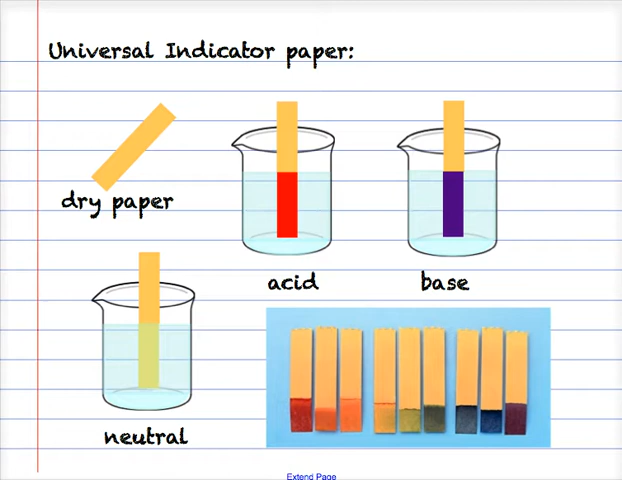 Universal Indicator paper:
dry paper
acid
base
neutral
Extend Page